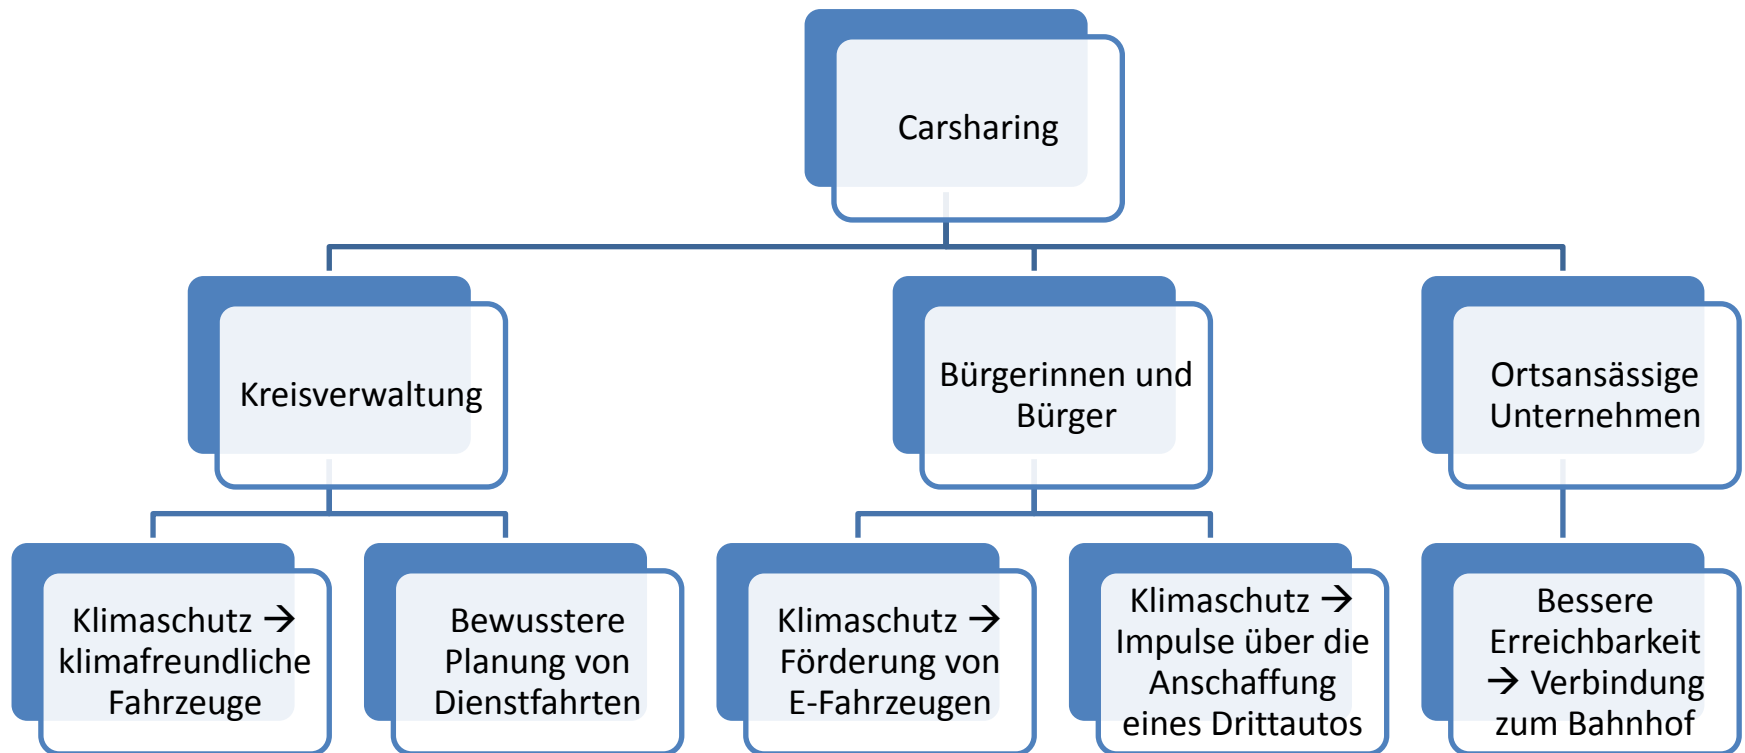 Carsharing
Kreisverwaltung
Bürgerinnen und
Bürger
Ortsansässige
Unternehmen
Klimaschutz →
klimafreundliche
Fahrzeuge
Bewusstere
Planung von
Dienstfahrten
Klimaschutz →
Förderung von
E-Fahrzeugen
Klimaschutz →
Impulse über die
Anschaffung
eines Drittautos
Bessere
Erreichbarkeit
→ Verbindung
zum Bahnhof